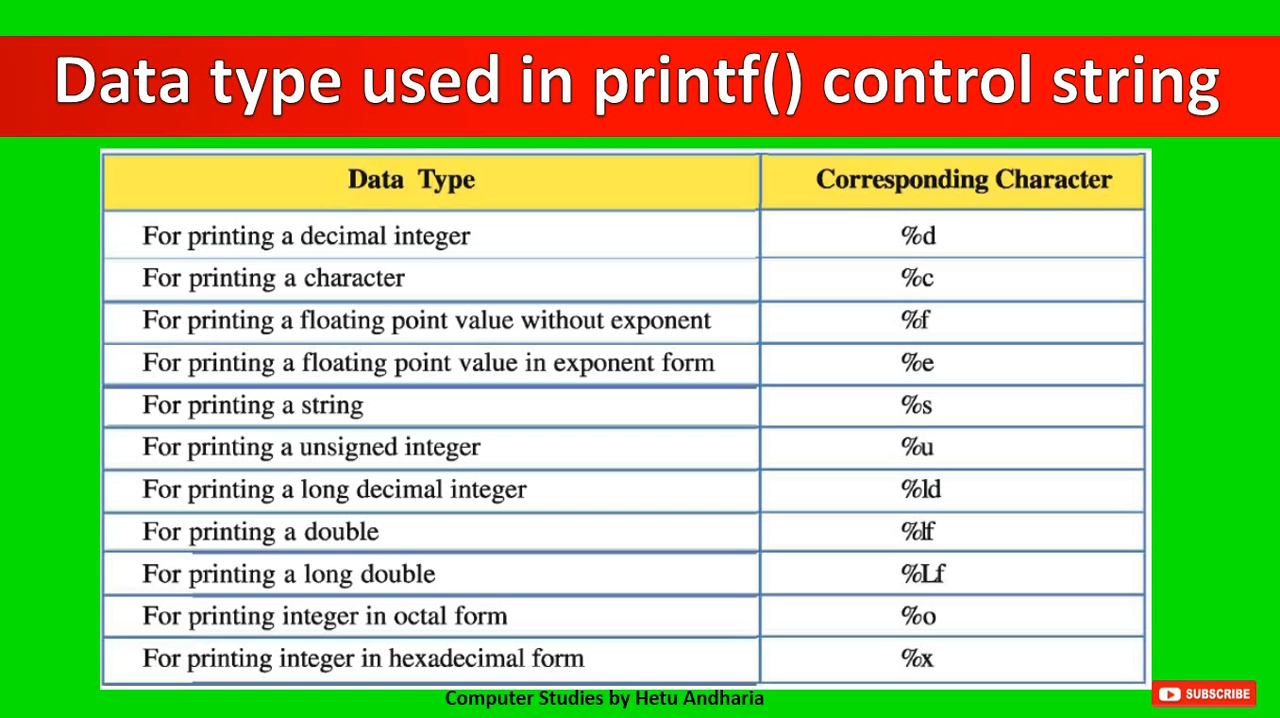 Data type used in printf() control string
Data Type Corresponding Character
For printing a decimal integer %d
For printing a character %c
For printing a floating point value without exponent %f
For printing a floating point value in exponent form %e
For printing a string %s
For printing a unsigned integer %u
For printing a long decimal integer %ld
For printing a double %lf
For printing a long double %Lf
For printing integer in octal form %o
For printing integer in hexadecimal form %x
Computer Studies by Hetu Andharia
SUBSCRIBE